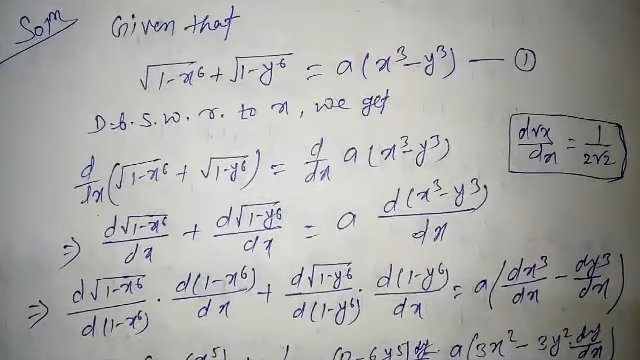 Soln Given that
√1-x⁶ + √1-y⁶ = a(x³-y³) — ①
D.b.s.w.r. to x, we get
d/dx (√1-x⁶ + √1-y⁶) = d/dx a(x³-y³)
d√x/dx = 1/2√2
⇒ d√1-x⁶/dx + d√1-y⁶/dx = a d(x³-y³)/dx
⇒ d√1-x⁶/d(1-x⁶) · d(1-x⁶)/dx + d√1-y⁶/d(1-y⁶) · d(1-y⁶)/dx = a(dx³/dx - dy³/dx)
a(3x²-3y²·dy/dx)